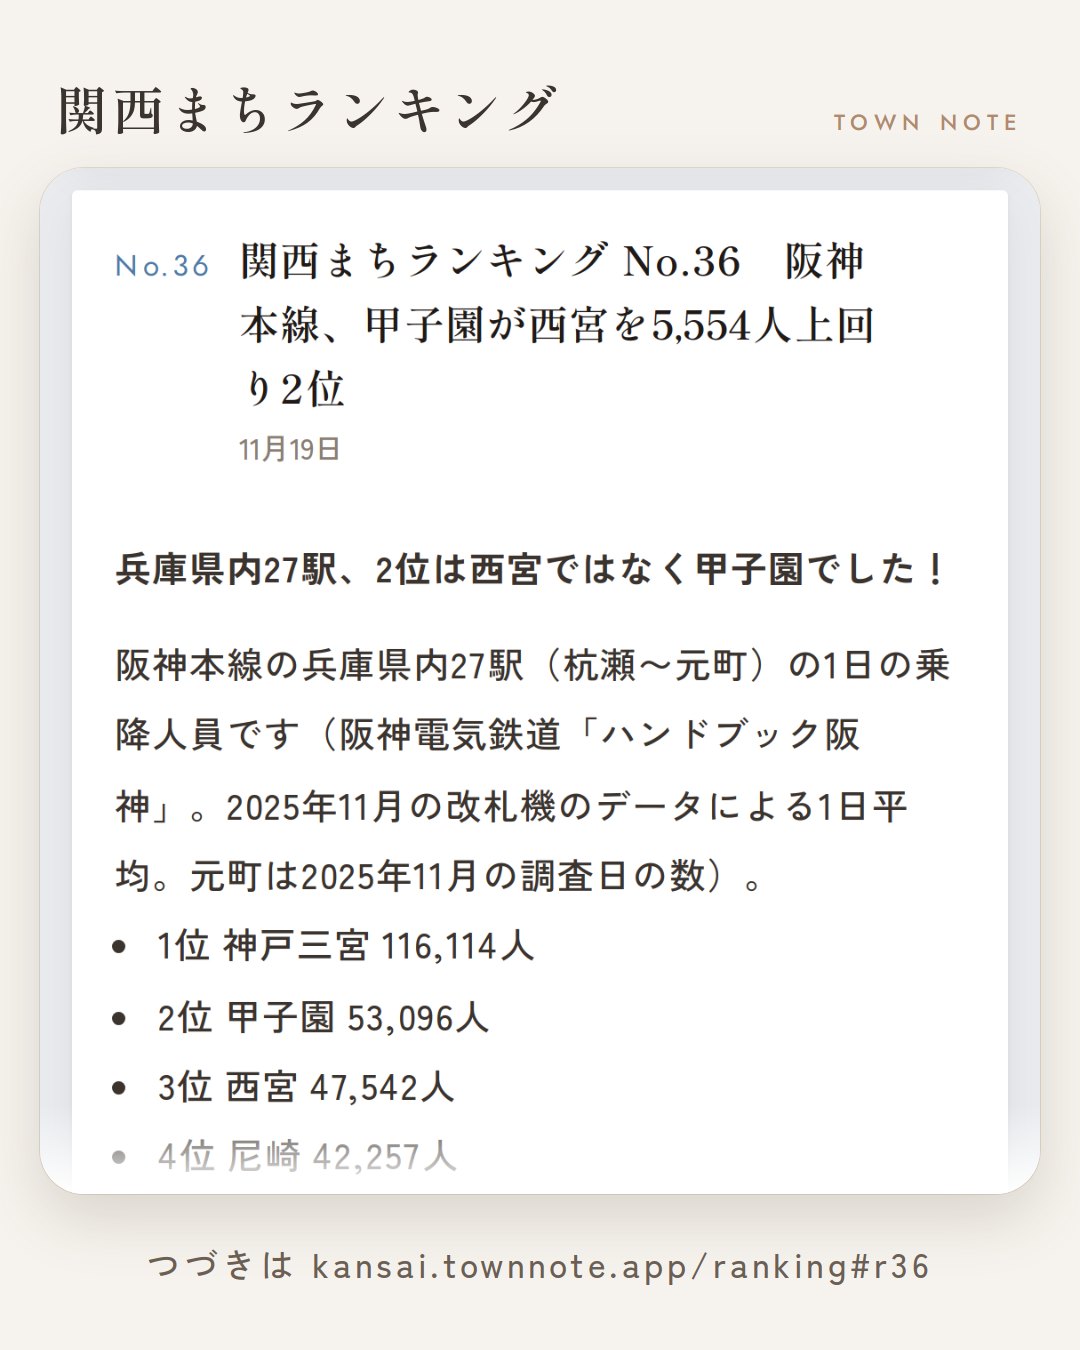 関西まちランキング
TOWN NOTE
No.36
関西まちランキング No.36　阪神
本線、甲子園が西宮を5,554人上回
り2位
11月19日
兵庫県内27駅、2位は西宮ではなく甲子園でした！
阪神本線の兵庫県内27駅（杭瀬〜元町）の1日の乗
降人員です（阪神電気鉄道「ハンドブック阪
神」。2025年11月の改札機のデータによる1日平
均。元町は2025年11月の調査日の数）。
• 1位 神戸三宮 116,114人
• 2位 甲子園 53,096人
• 3位 西宮 47,542人
• 4位 尼崎 42,257人
つづきは kansai.townnote.app/ranking#r36